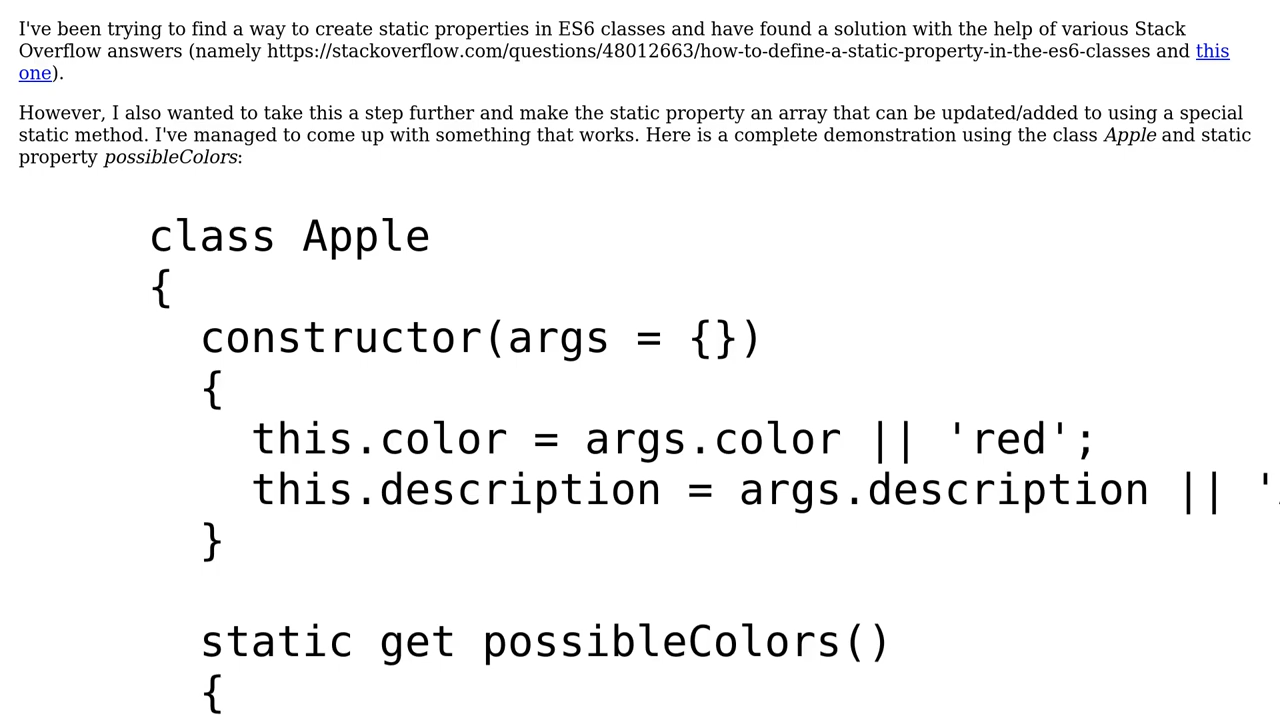 I've been trying to find a way to create static properties in ES6 classes and have found a solution with the help of various Stack
Overflow answers (namely https://stackoverflow.com/questions/48012663/how-to-define-a-static-property-in-the-es6-classes and this
one).
However, I also wanted to take this a step further and make the static property an array that can be updated/added to using a special
static method. I've managed to come up with something that works. Here is a complete demonstration using the class Apple and static
property possibleColors:
class Apple
{
constructor(args = {})
{
this.color = args.color || 'red';
this.description = args.description || '
}
static get possibleColors()
{